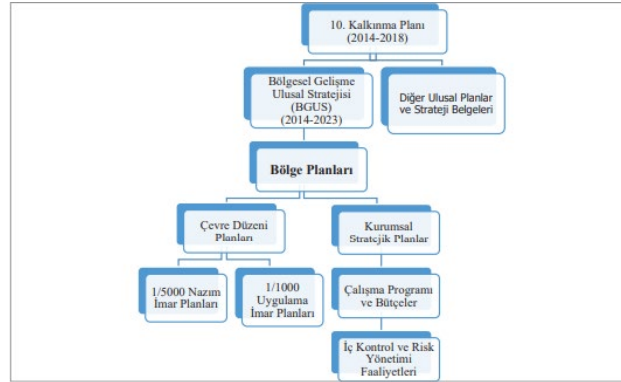 10. Kalkınma Planı
(2014-2018)
Bölgesel Gelişme
Ulusal Stratejisi
(BGUS)
(2014-2023)
Diğer Ulusal Planlar
ve Strateji Belgeleri
Bölge Planları
Çevre Düzeni
Planları
Kurumsal
Stratejik Planlar
1/5000 Nazım
İmar Planları
1/1000
Uygulama
İmar Planları
Çalışma Programı
ve Bütçeler
İç Kontrol ve Risk
Yönetimi
Faaliyetleri